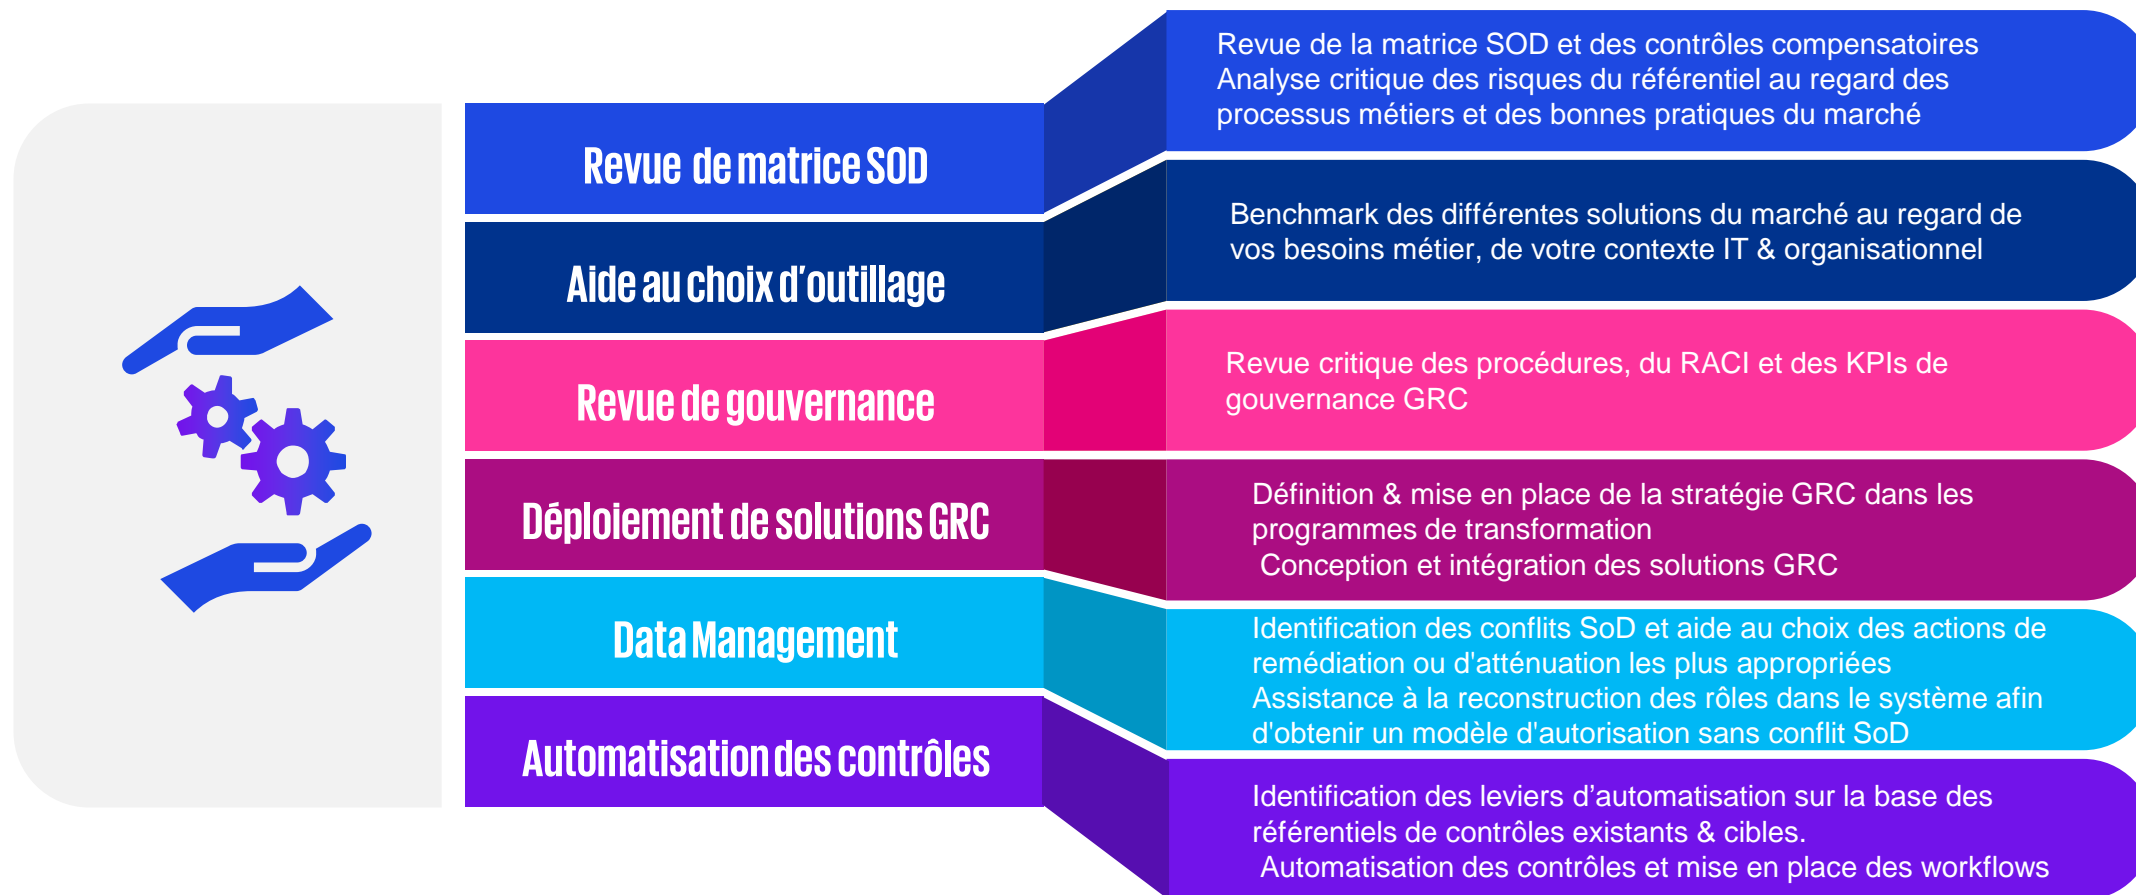 Revue de matrice SOD
Revue de la matrice SOD et des contrôles compensatoires
Analyse critique des risques du référentiel au regard des
processus métiers et des bonnes pratiques du marché
Aide au choix d'outillage
Benchmark des différentes solutions du marché au regard de
vos besoins métier, de votre contexte IT & organisationnel
Revue de gouvernance
Revue critique des procédures, du RACI et des KPIs de
gouvernance GRC
Déploiement de solutions GRC
Définition & mise en place de la stratégie GRC dans les
programmes de transformation
Conception et intégration des solutions GRC
Data Management
Identification des conflits SoD et aide au choix des actions de
remédiation ou d'atténuation les plus appropriées
Assistance à la reconstruction des rôles dans le système afin
d'obtenir un modèle d'autorisation sans conflit SoD
Automatisation des contrôles
Identification des leviers d’automatisation sur la base des
référentiels de contrôles existants & cibles.
Automatisation des contrôles et mise en place des workflows